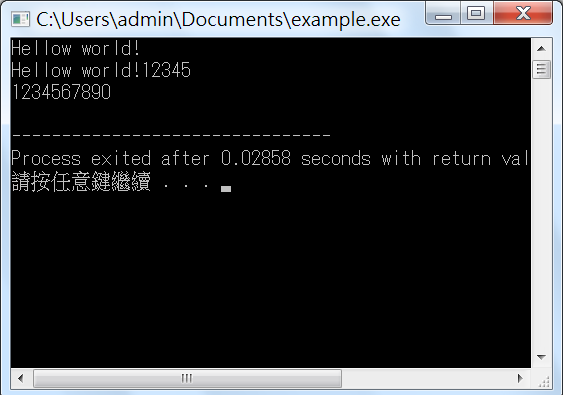 C:\Users\admin\Documents\example.exe
Hellow world!
Hellow world!12345
1234567890
--------------------------------
Process exited after 0.02858 seconds with return val
請按任意鍵繼續 . . .